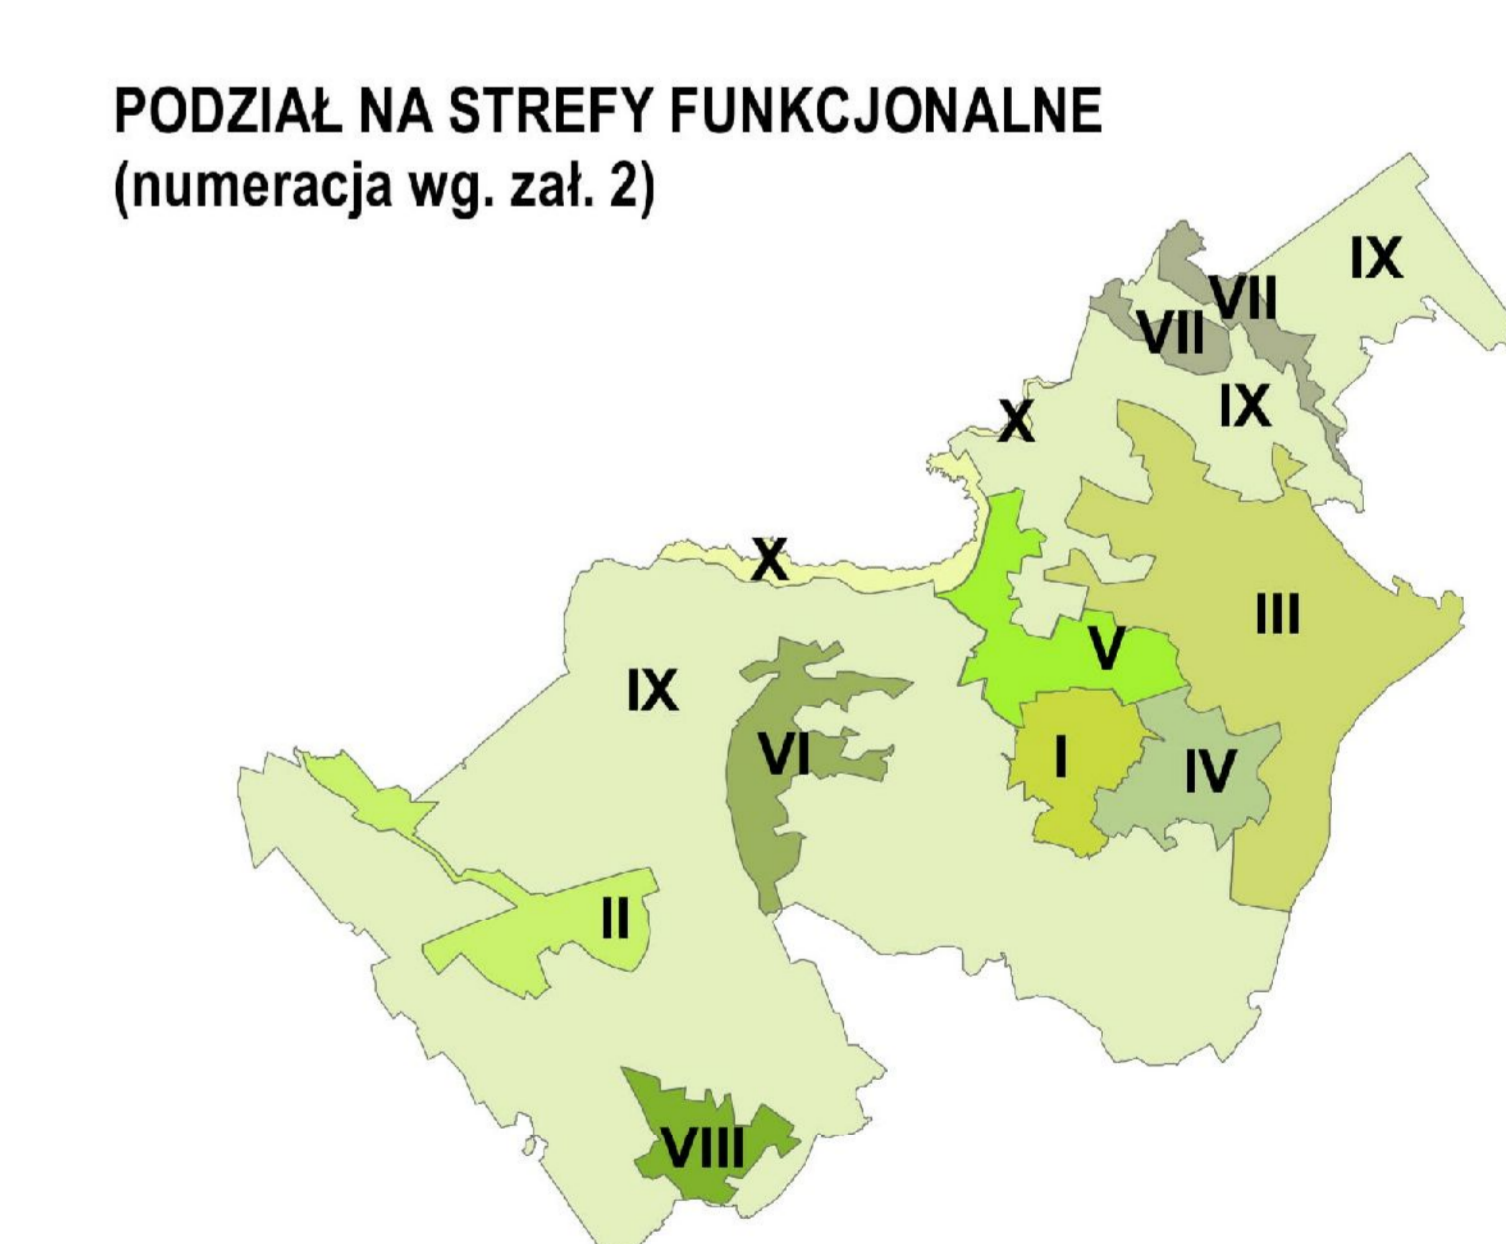 PODZIAŁ NA STREFY FUNKCJONALNE
(numeracja wg. zał. 2)
IX
VII
VII
IX
X
X
III
V
IX
VI
I
IV
II
VIII